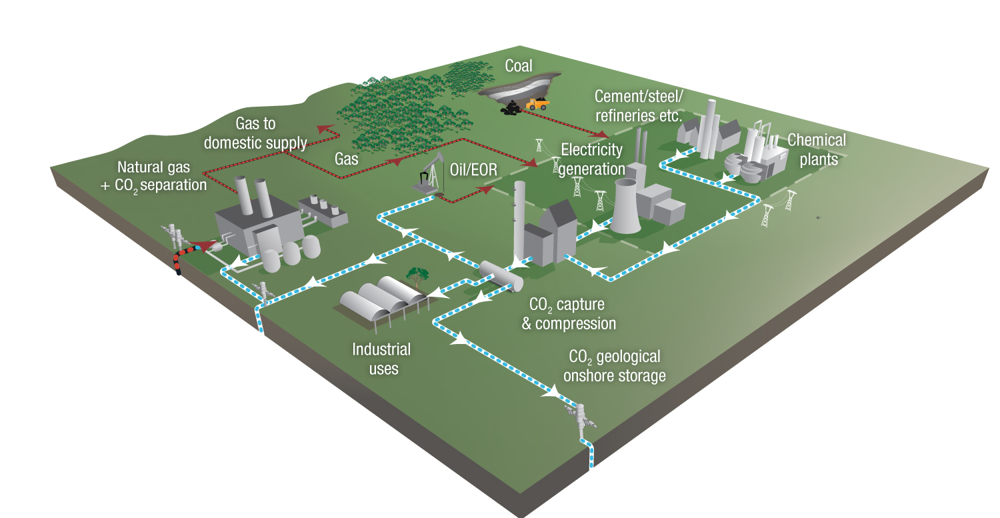 Coal
Cement/steel/
refineries etc.
Gas to
domestic supply
Chemical
plants
Electricity
generation
Gas
Natural gas
+ CO₂ separation
Oil/EOR
CO₂ capture
& compression
Industrial
uses
CO₂ geological
onshore storage